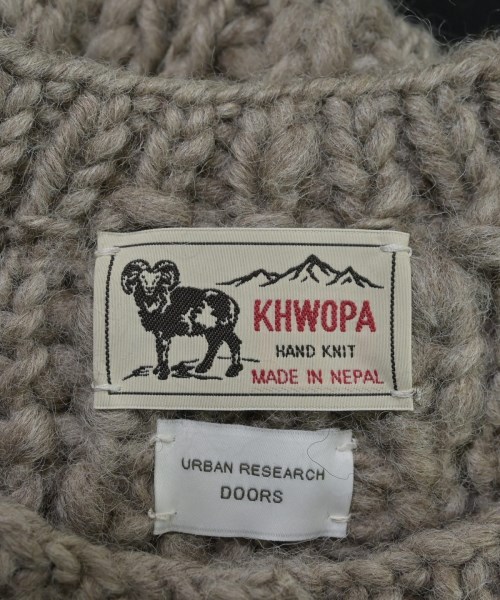 KHWOPA
HAND KNIT
MADE IN NEPAL
URBAN RESEARCH
DOORS